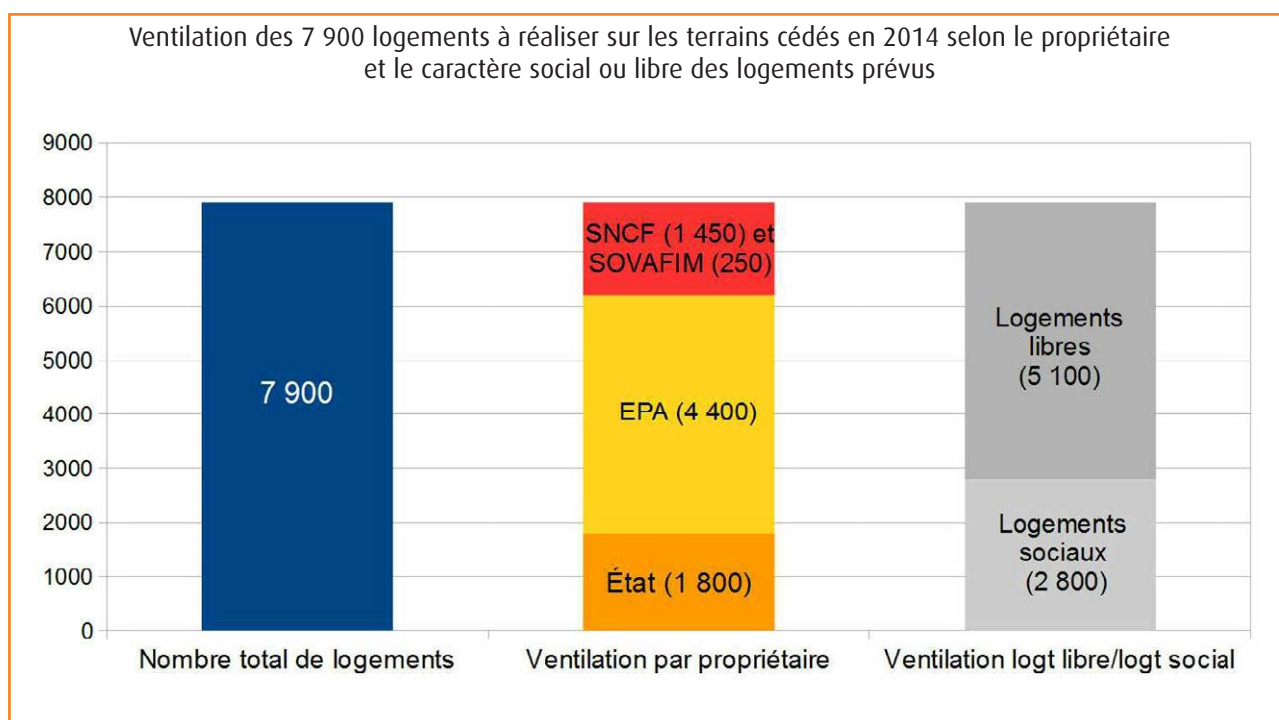 Ventilation des 7 900 logements à réaliser sur les terrains cédés en 2014 selon le propriétaire
et le caractère social ou libre des logements prévus
9000
8000
7000
6000
5000
4000
3000
2000
1000
0
7 900
SNCF (1 450) et
SOVAFIM (250)
EPA (4 400)
État (1 800)
Logements
libres
(5 100)
Logements
sociaux
(2 800)
Nombre total de logements
Ventilation par propriétaire
Ventilation logt libre/logt social